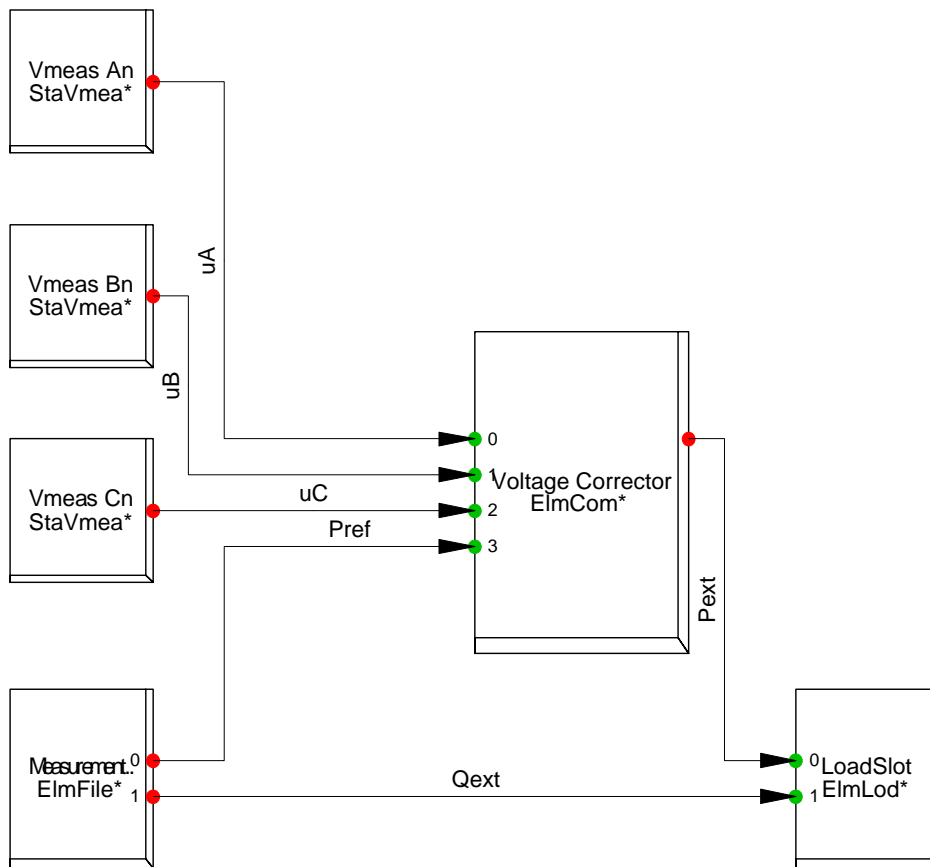 Vmeas An
StaVmea*
uA
Vmeas Bn
StaVmea*
uB
Vmeas Cn
StaVmea*
uC
Pref
0
1
2
3
Voltage Corrector
ElmCom*
Pext
Measurement..
ElmFile*
0
1
Qext
0
1
LoadSlot
ElmLod*